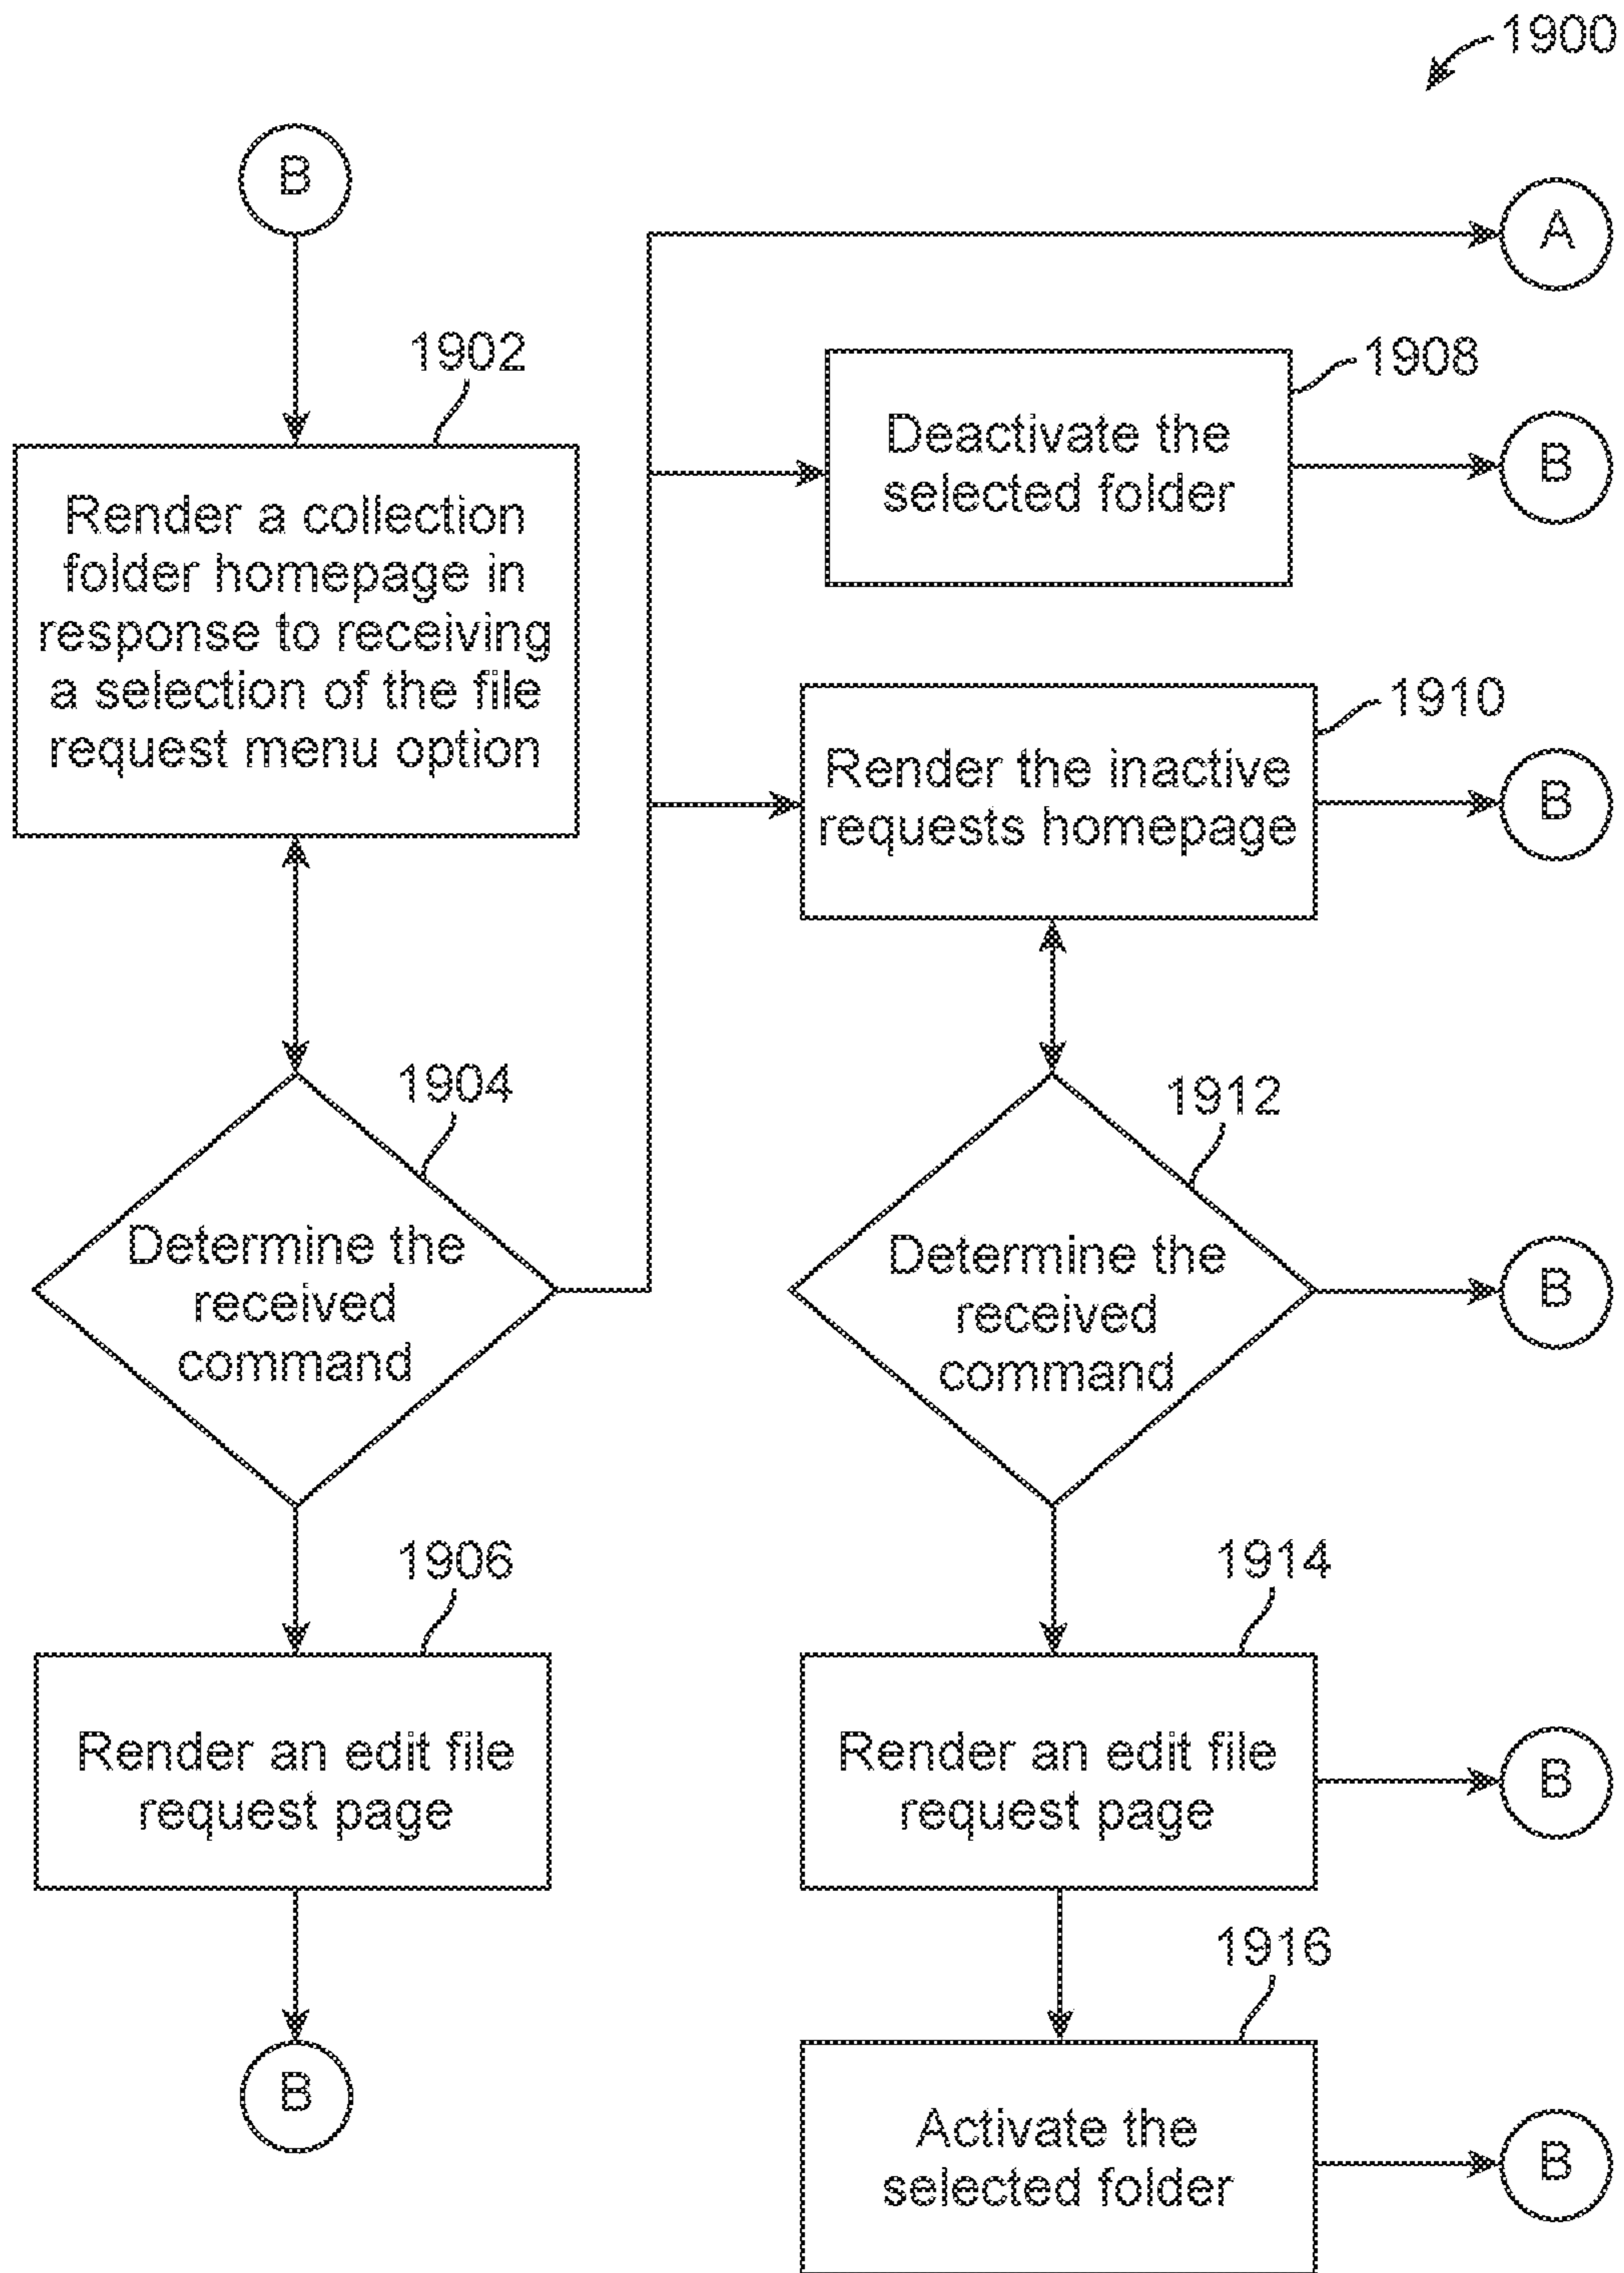 1900
B
A
1902
Render a collection
folder homepage in
response to receiving
a selection of the file
request menu option
1908
Deactivate the
selected folder
B
1910
Render the inactive
requests homepage
B
1904
Determine the
received
command
1912
Determine the
received
command
B
1906
Render an edit file
request page
1914
Render an edit file
request page
B
B
1916
Activate the
selected folder
B